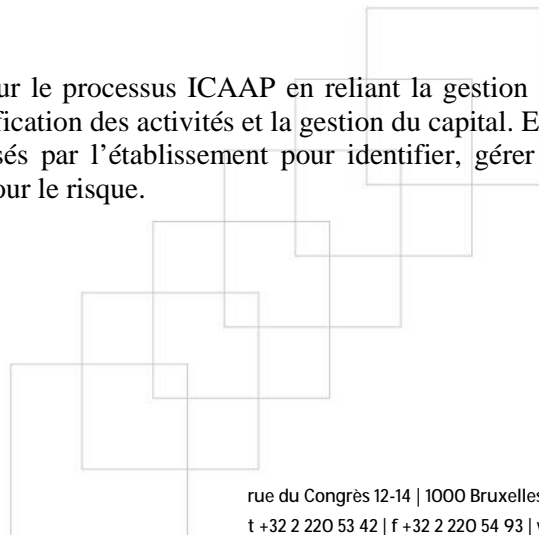 ur le processus ICAAP en reliant la gestion
fication des activités et la gestion du capital. E
sés par l’établissement pour identifier, gérer
our le risque.
rue du Congrès 12-14 | 1000 Bruxelles
t +32 2 220 53 42 | f +32 2 220 54 93 |